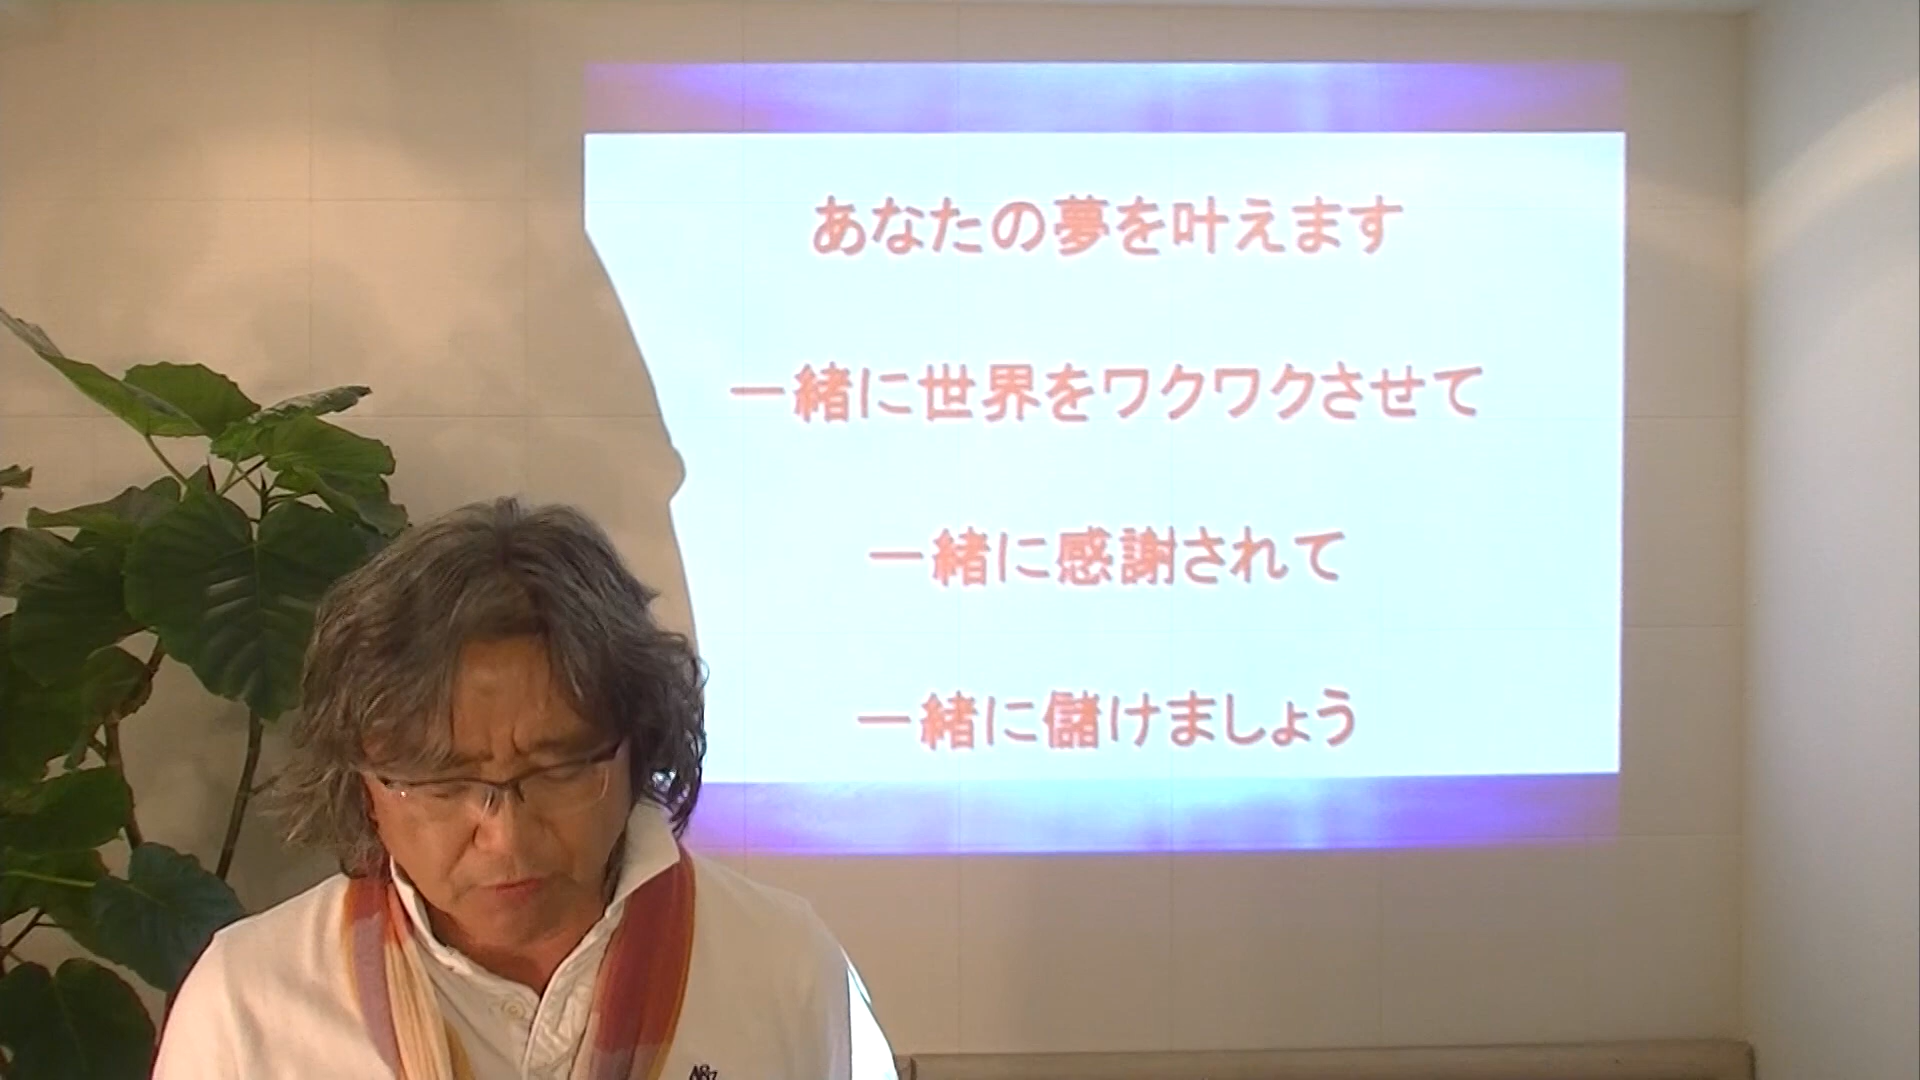 あなたの夢を叶えます
一緒に世界をワクワクさせて
一緒に感謝されて
一緒に儲けましょう